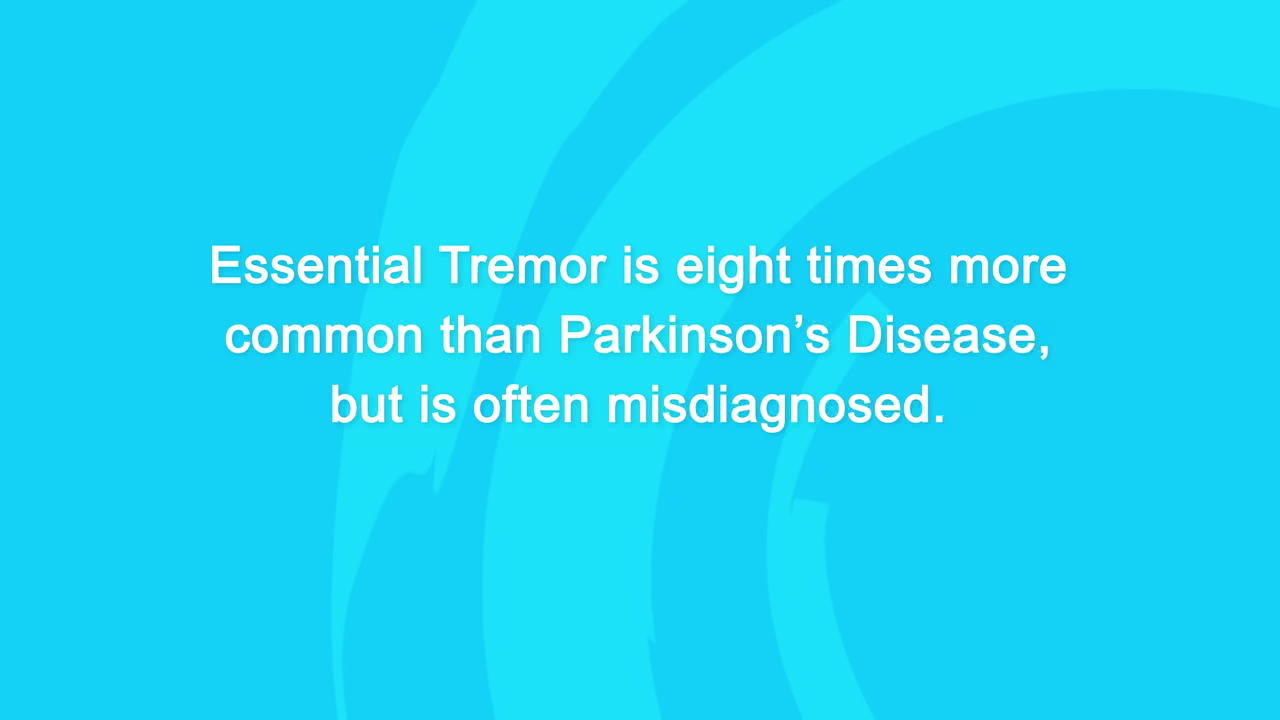 Essential Tremor is eight times more
common than Parkinson’s Disease,
but is often misdiagnosed.